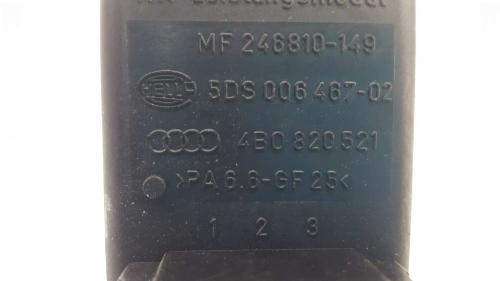 MF 246810-149
HELLA 5DS 006 467-02
4B0 820 521
>PA 6.6-GF 25<
1 2 3